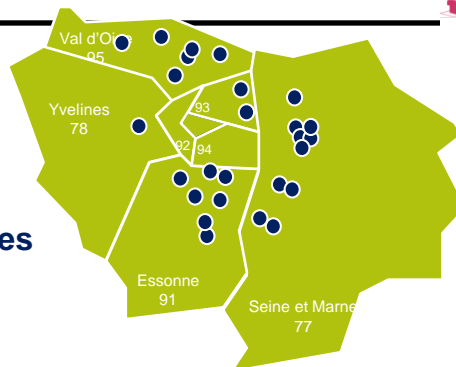 Val d'Oise
95
93
Yvelines
78
92
94
es
Essonne
91
Seine et Marne
77